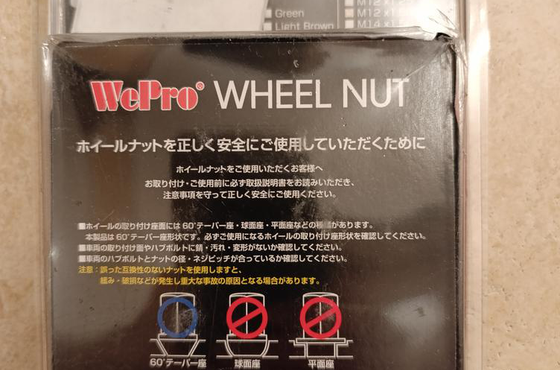 Green
Light Brown
WePro® WHEEL NUT
ホイールナットを正しく安全にご使用していただくために
ホイールナットをご使用いただくお客様へ
お取り付け・ご使用前に必ず取扱説明書をお読みいただき、
注意事項を守って正しく安全にご使用ください。
■ホイールの取り付け座面には60°テーパー座・球面座・平面座などの種類があります。
本製品は60°テーパー座形状です。必ずご使用になるホイールの取り付け座形状を確認してください。
■車両の取り付け面やハブボルトに錆・汚れ・変形がないか確認してください。
■車両のハブボルトとナットの径・ネジピッチが合っているか確認してください。
注意：誤った互換性のないナットを使用しますと、
緩み・破損などが発生し重大な事故の原因となる場合があります。
60°テーパー座 球面座 平面座